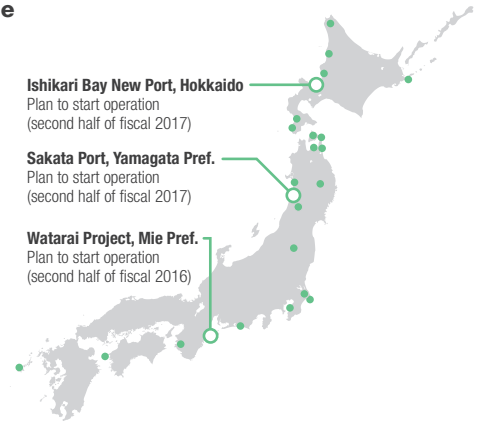 e
Ishikari Bay New Port, Hokkaido
Plan to start operation
(second half of fiscal 2017)
Sakata Port, Yamagata Pref.
Plan to start operation
(second half of fiscal 2017)
Watarai Project, Mie Pref.
Plan to start operation
(second half of fiscal 2016)